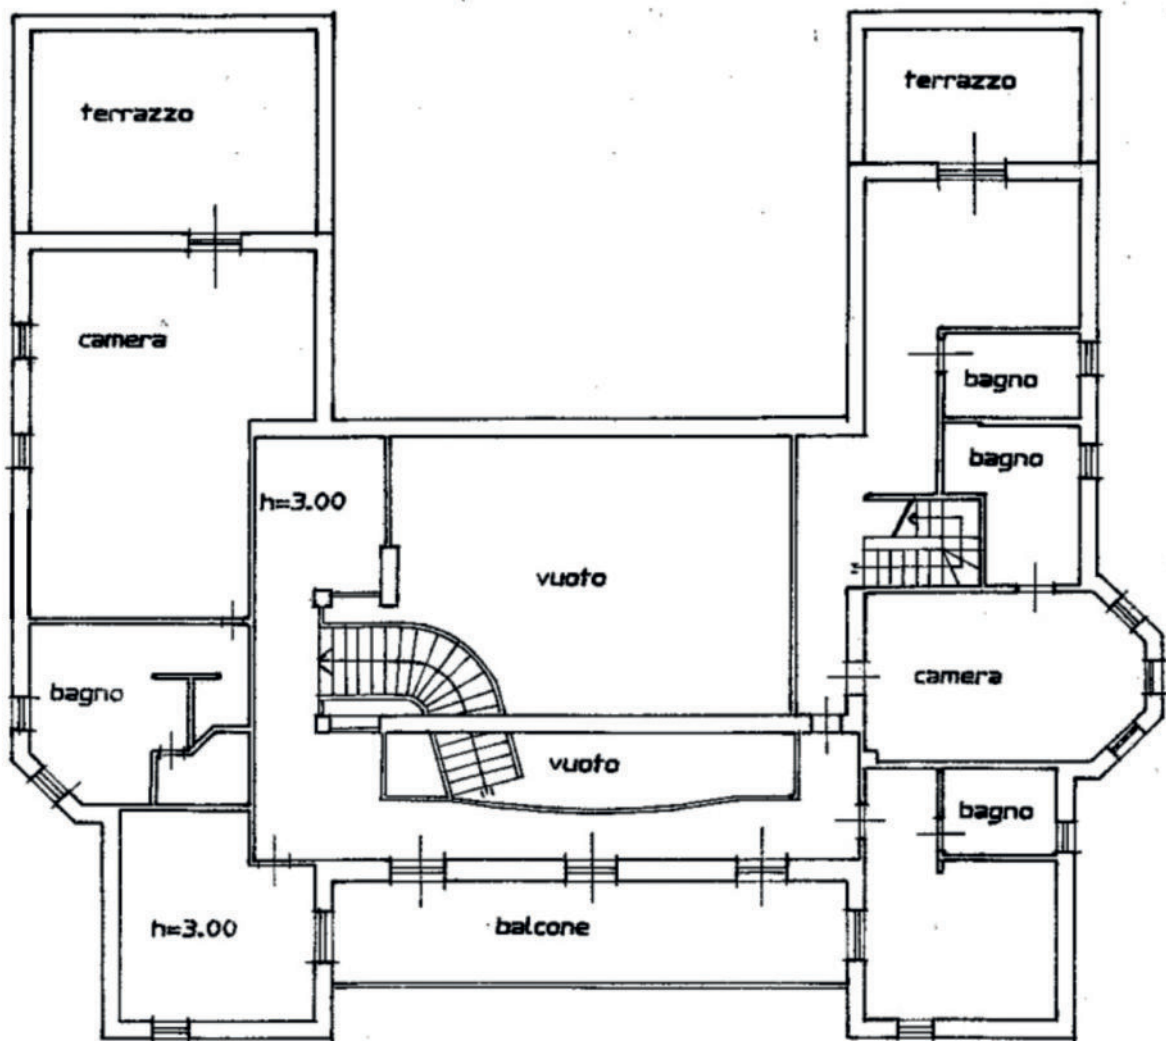 terrazzo
terrazzo
camera
bagno
bagno
h=3.00
vuoto
camera
bagno
vuoto
bagno
h=3.00
balcone